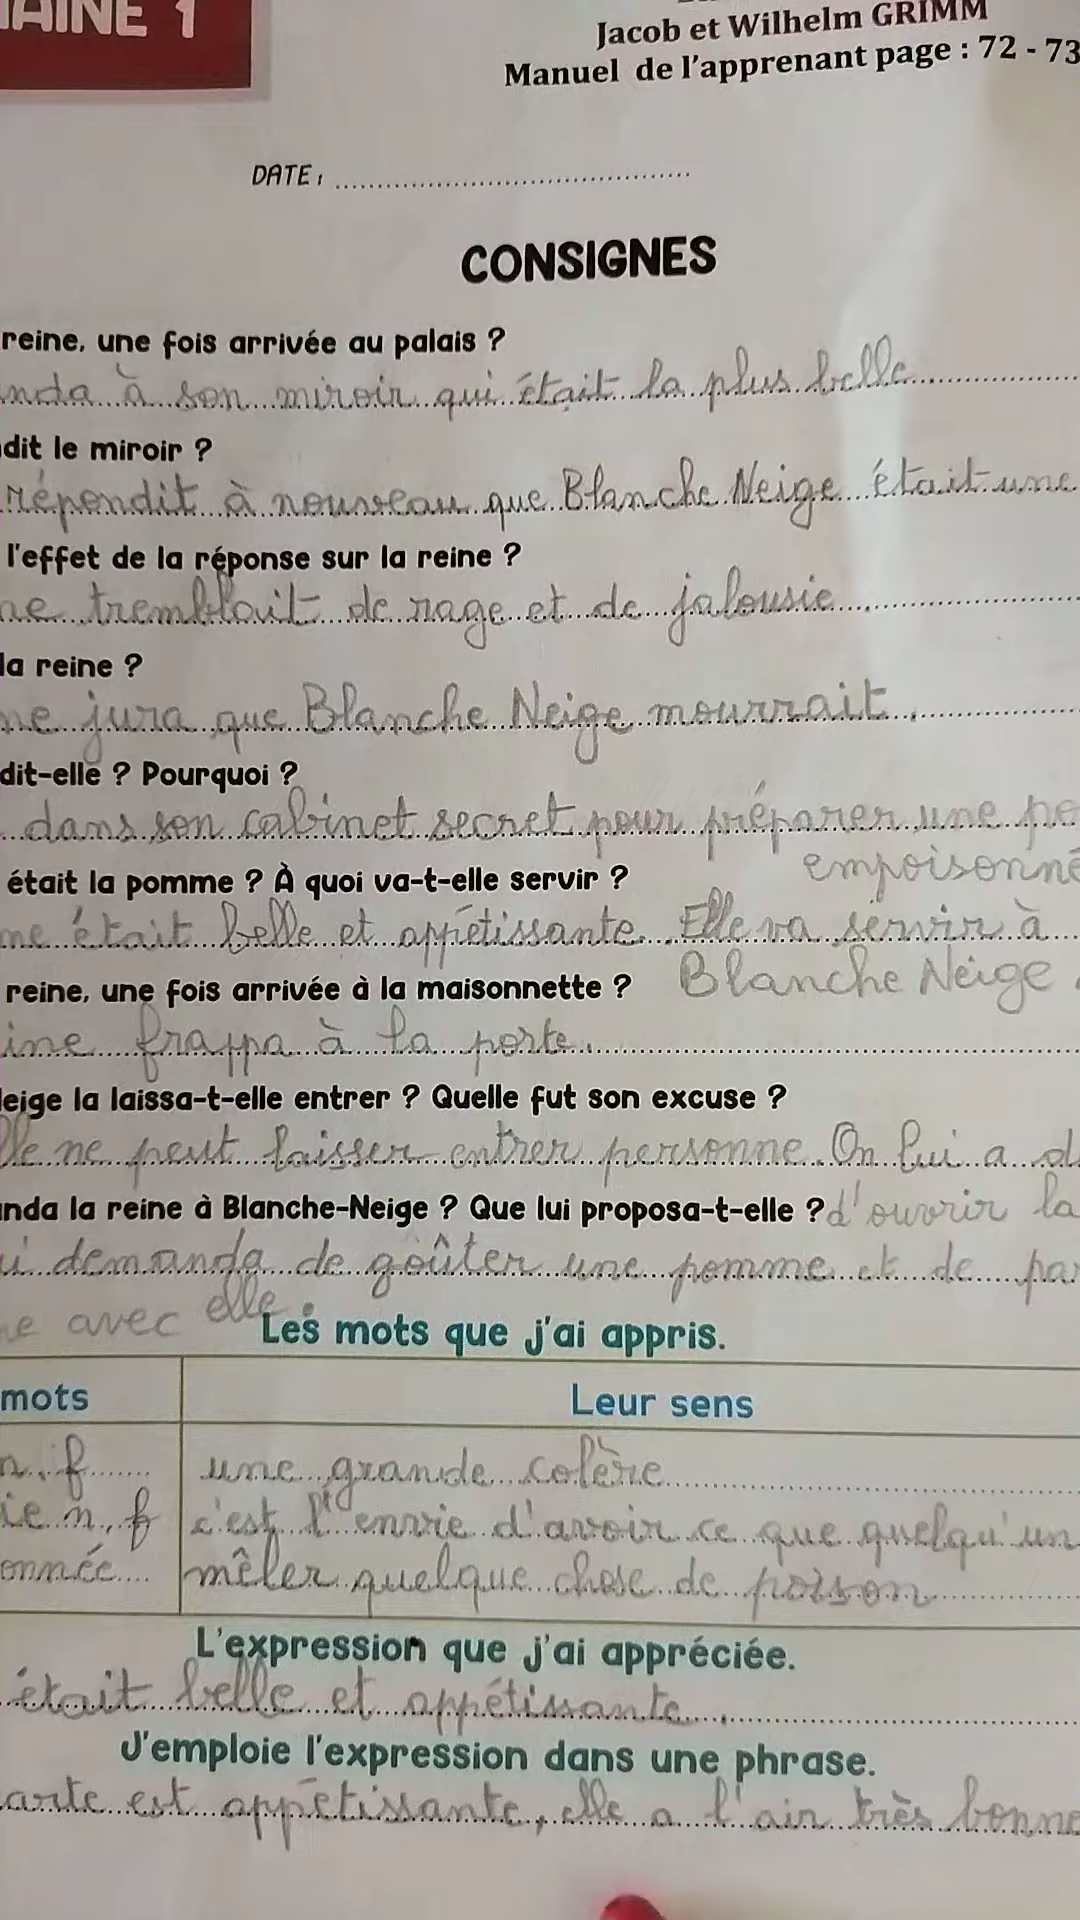 AINE 1
Jacob et Wilhelm GRIMM
Manuel de l'apprenant page : 72 - 73
DATE :
CONSIGNES
reine, une fois arrivée au palais ?
nda à son miroir qui était la plus belle
dit le miroir ?
répondit à nouveau que Blanche Neige était une
l'effet de la réponse sur la reine ?
ne tremblait de rage et de jalousie.
la reine ?
ne jura que Blanche Neige mourrait.
dit-elle ? Pourquoi ?
dans son cabinet secret pour préparer une po
empoisonné
était la pomme ? À quoi va-t-elle servir ?
me était belle et appétissante. Elle va servir à
Blanche Neige
reine, une fois arrivée à la maisonnette ?
ine frappa à la porte.
leige la laissa-t-elle entrer ? Quelle fut son excuse ?
lle ne peut laisser entrer personne. On lui a d
anda la reine à Blanche-Neige ? Que lui proposa-t-elle ? d'ouvrir la
ui demanda de goûter une pomme et de par
ne avec elle.
Les mots que j'ai appris.
mots
Leur sens
n.f
une grande colère
ie n.f
c'est l'envie d'avoir ce que quelqu'un
onnée
mêler quelque chose de poison
L'expression que j'ai appréciée.
était belle et appétissante.
J'emploie l'expression dans une phrase.
arte est appétissante, elle a l'air très bonne